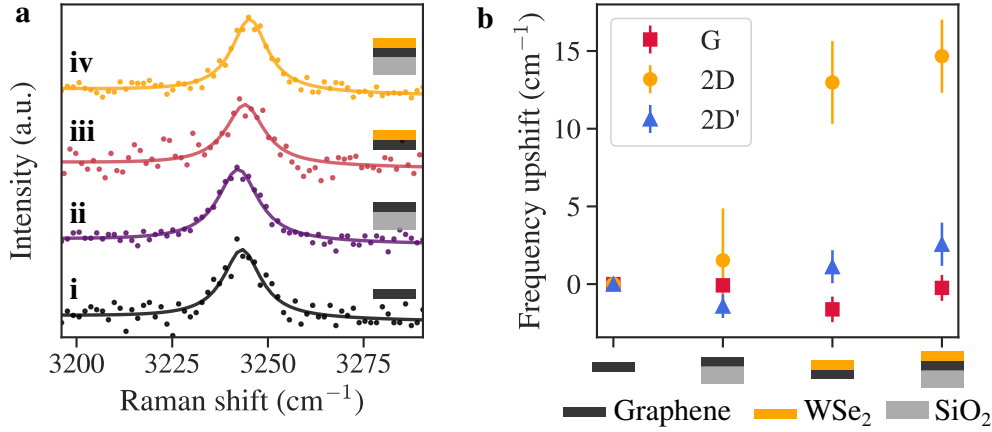 a
iv
iii
ii
i
Intensity (a.u.)
3200 3225 3250 3275
Raman shift (cm⁻¹)
b
G
2D
2D'
15
10
5
0
Frequency upshift (cm⁻¹)
Graphene WSe₂ SiO₂